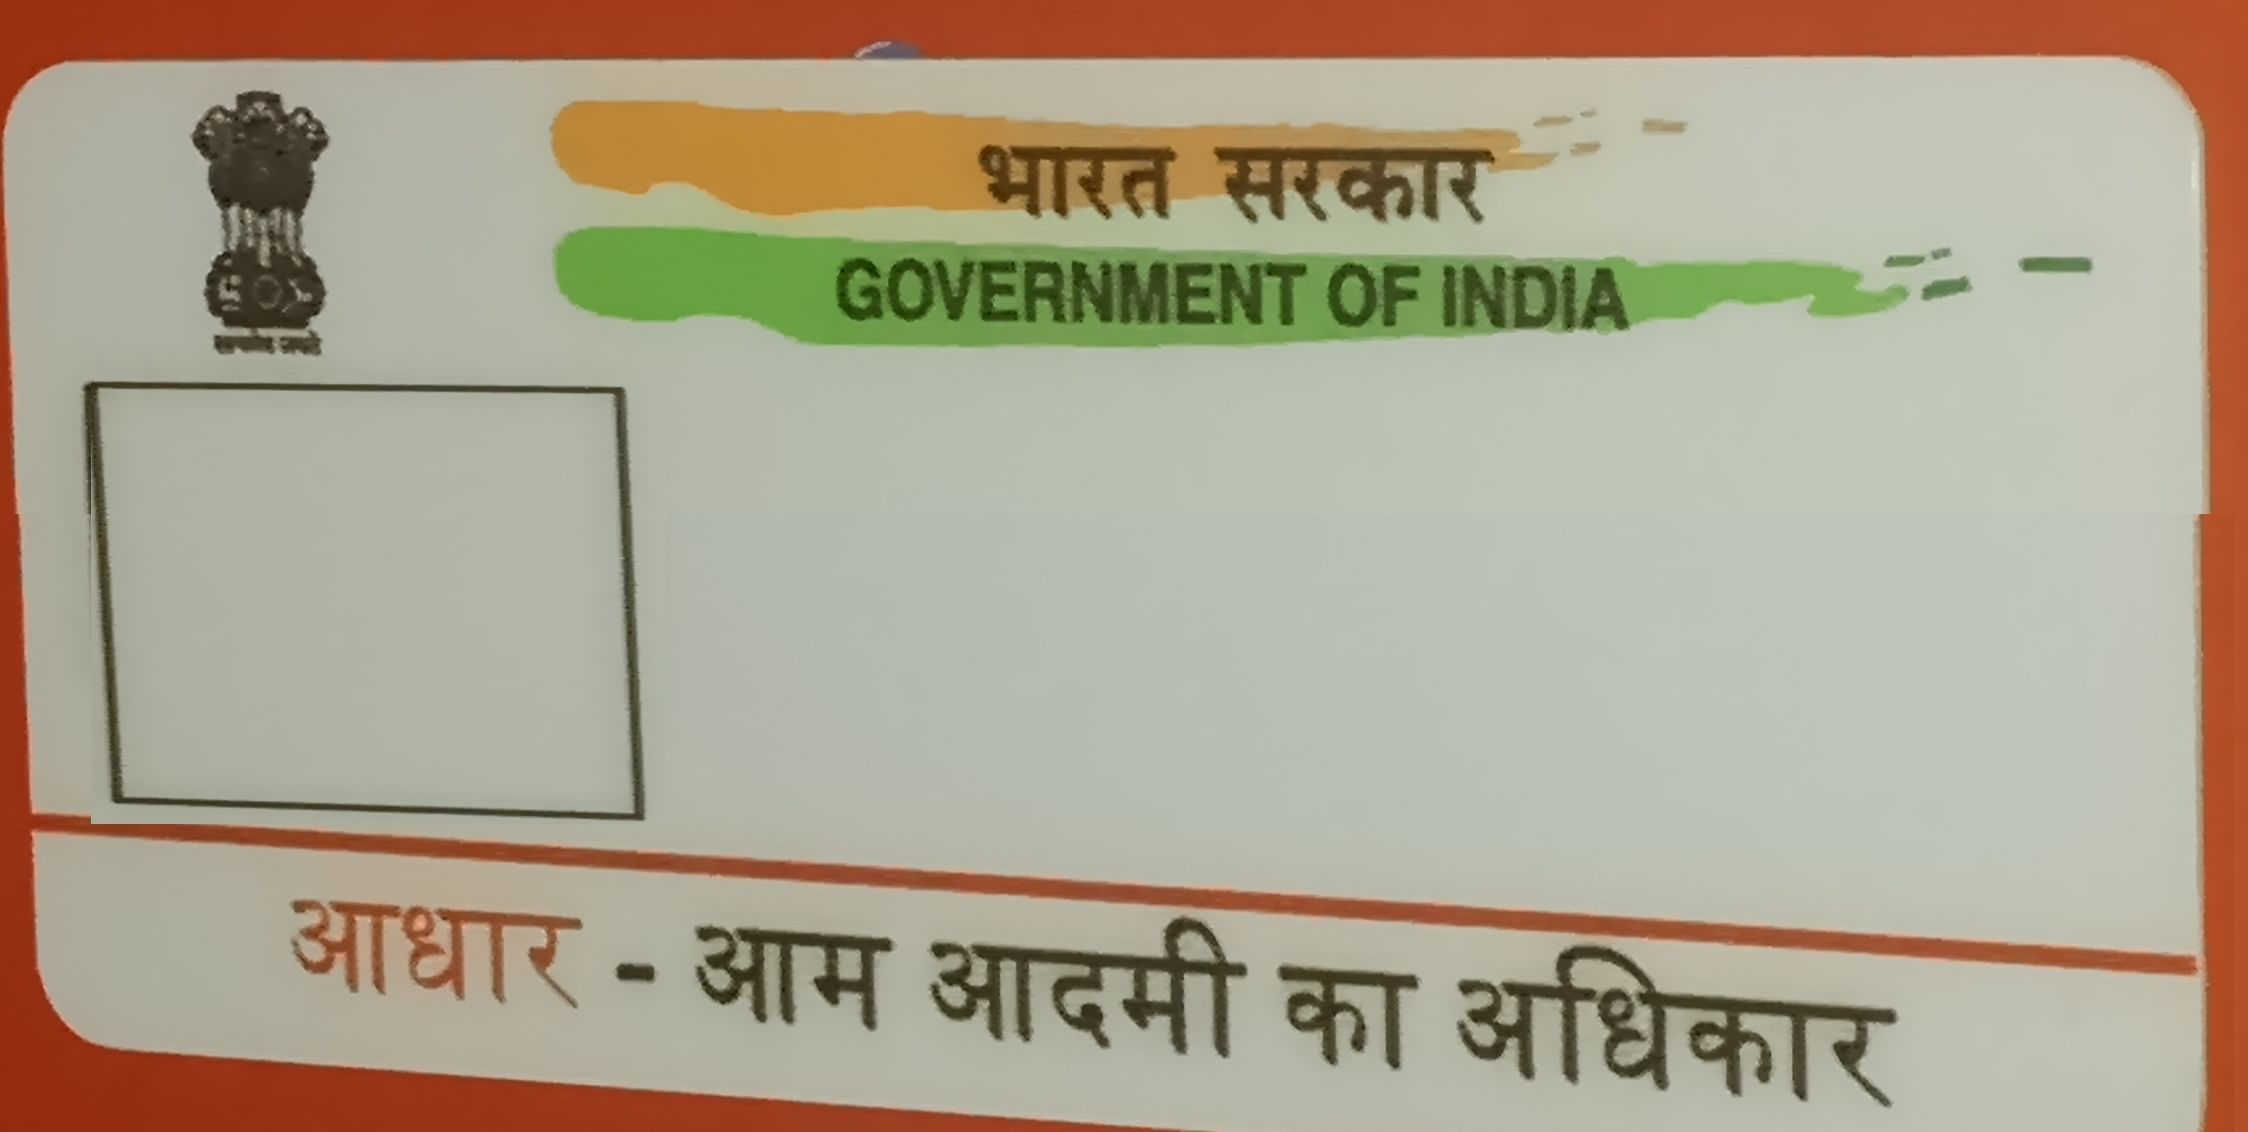 भारत सरकार
GOVERNMENT OF INDIA
आधार - आम आदमी का अधिकार